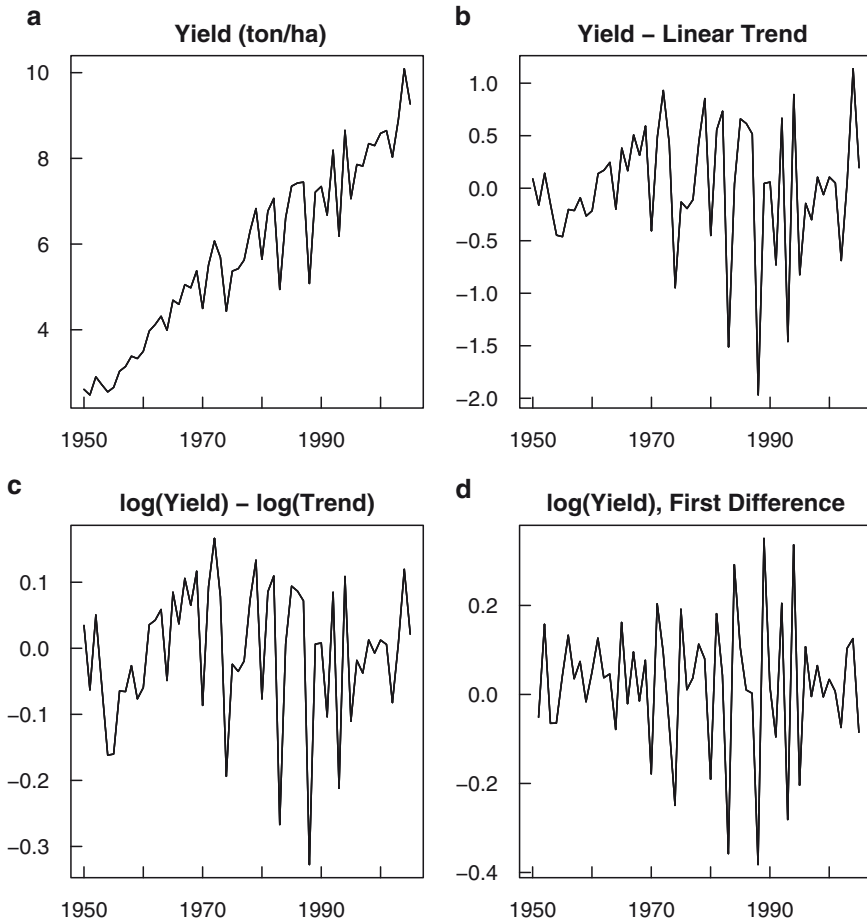 a
Yield (ton/ha)
10
8
6
4
1950 1970 1990
b
Yield – Linear Trend
1.0
0.5
0.0
−0.5
−1.0
−1.5
−2.0
1950 1970 1990
c
log(Yield) – log(Trend)
0.1
0.0
−0.1
−0.2
−0.3
1950 1970 1990
d
log(Yield), First Difference
0.2
0.0
−0.2
−0.4
1950 1970 1990